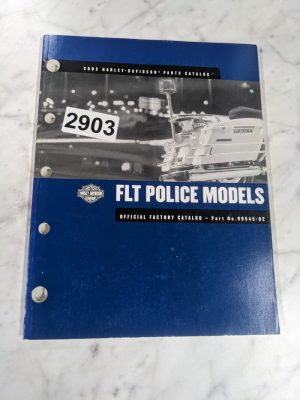 2002 HARLEY-DAVIDSON® PARTS CATALOG
2903
FLT POLICE MODELS
OFFICIAL FACTORY CATALOG – Part No. 99545-02